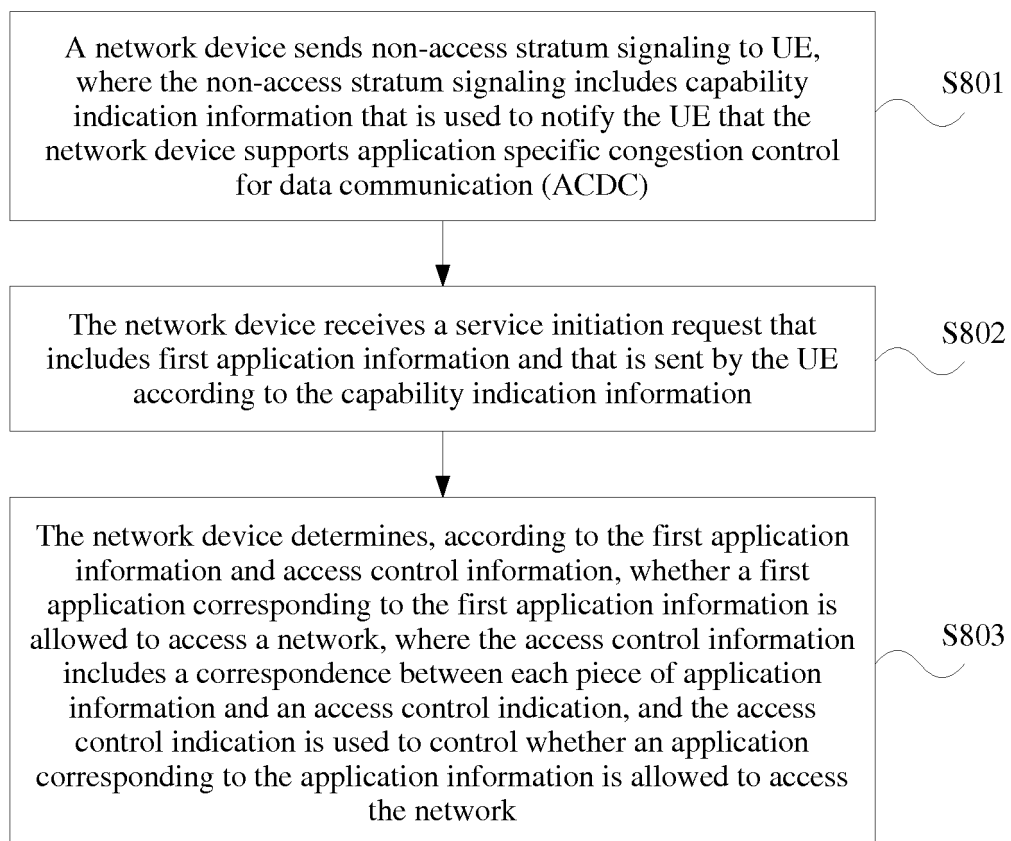 A network device sends non-access stratum signaling to UE,
where the non-access stratum signaling includes capability
indication information that is used to notify the UE that the
network device supports application specific congestion control
for data communication (ACDC)
S801
The network device receives a service initiation request that
includes first application information and that is sent by the UE
according to the capability indication information
S802
The network device determines, according to the first application
information and access control information, whether a first
application corresponding to the first application information is
allowed to access a network, where the access control information
includes a correspondence between each piece of application
information and an access control indication, and the access
control indication is used to control whether an application
corresponding to the application information is allowed to access
the network
S803